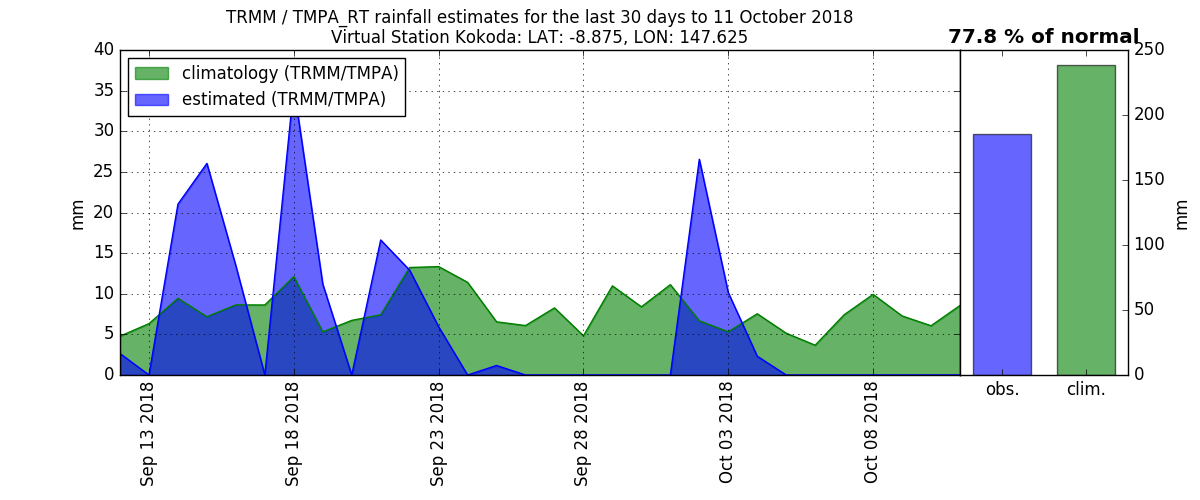 TRMM / TMPA_RT rainfall estimates for the last 30 days to 11 October 2018
Virtual Station Kokoda: LAT: -8.875, LON: 147.625
77.8 % of normal
climatology (TRMM/TMPA)
estimated (TRMM/TMPA)
40
35
30
25
20
15
10
5
0
mm
Sep 13 2018
Sep 18 2018
Sep 23 2018
Sep 28 2018
Oct 03 2018
Oct 08 2018
250
200
150
100
50
0
mm
obs.
clim.